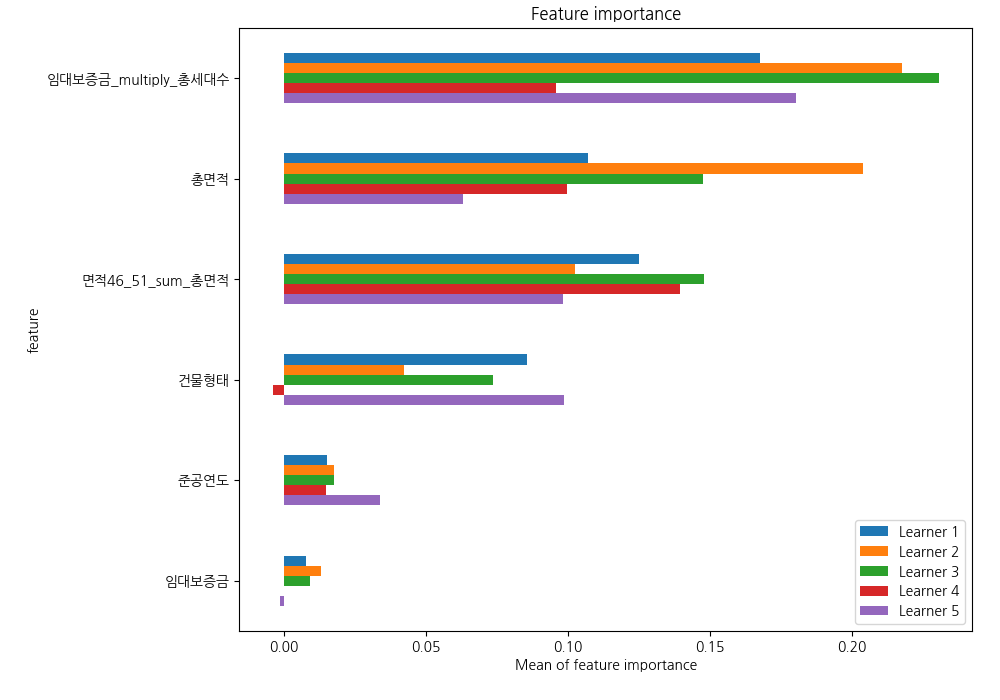 Feature importance
임대보증금_multiply_총세대수
총면적
면적46_51_sum_총면적
건물형태
준공연도
임대보증금
feature
Learner 1
Learner 2
Learner 3
Learner 4
Learner 5
0.00 0.05 0.10 0.15 0.20
Mean of feature importance